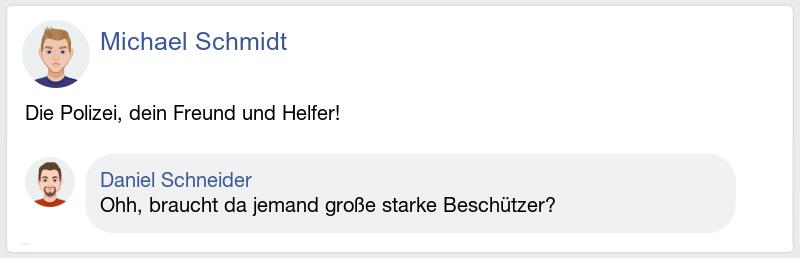 Michael Schmidt
Die Polizei, dein Freund und Helfer!
Daniel Schneider
Ohh, braucht da jemand große starke Beschützer?